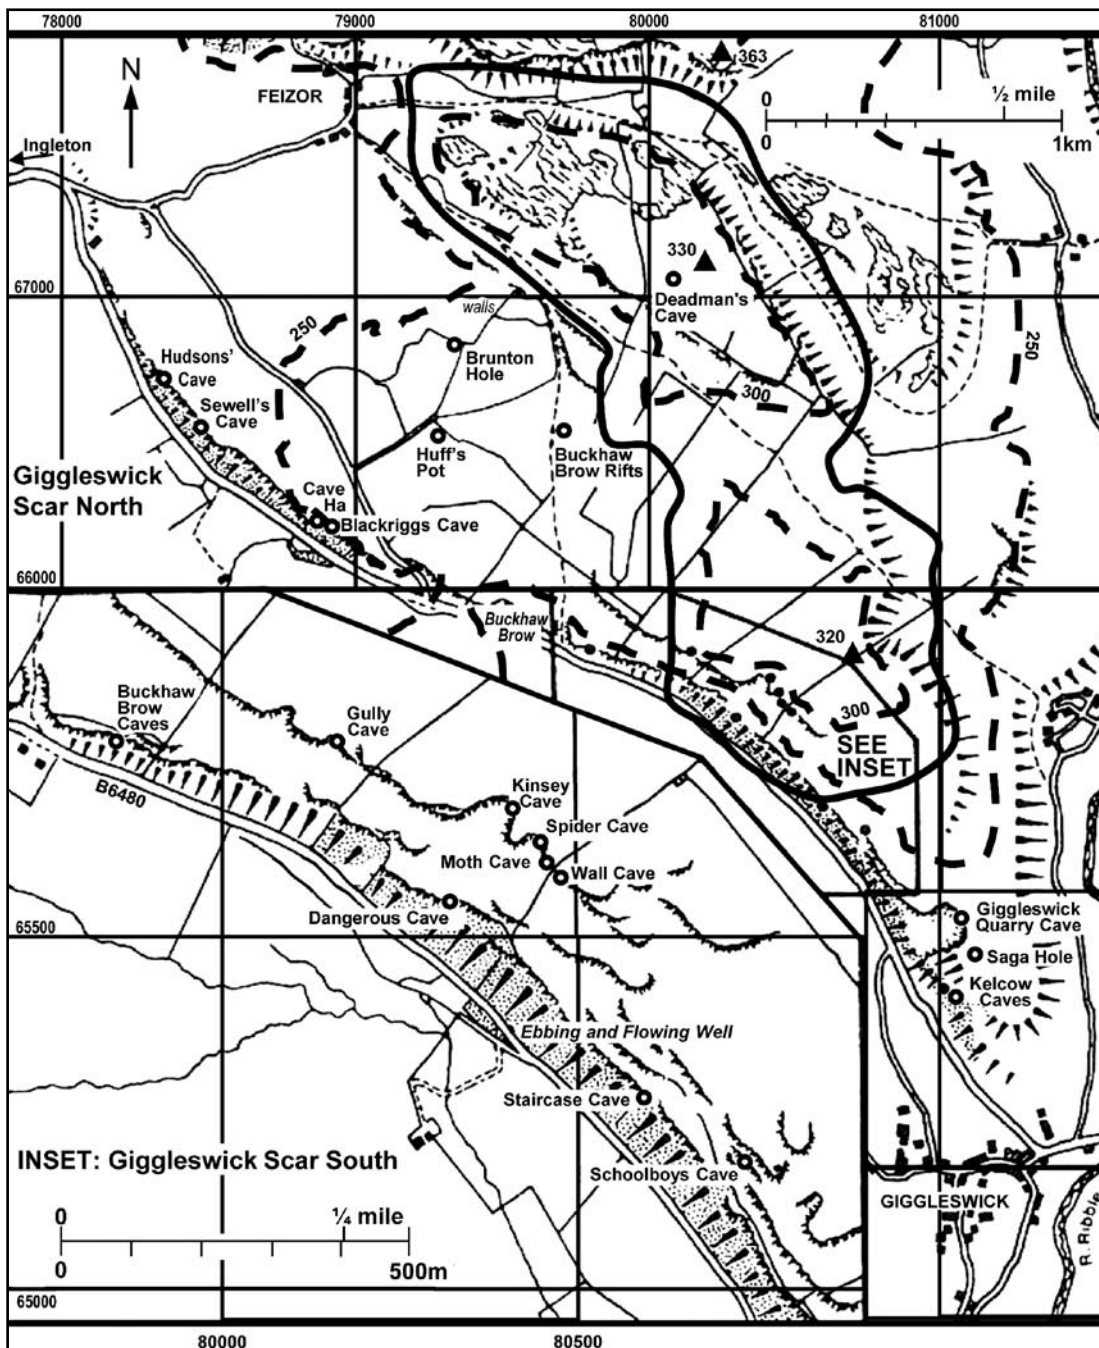 78000
79000
80000
81000
N
363
FEIZOR
0
½ mile
0
1km
Ingleton
330
Deadman's
Cave
67000
walls
250
250
Brunton
Hole
Hudsons'
Cave
Sewell's
Cave
300
Huff's
Pot
Buckhaw
Brow Rifts
Giggleswick
Scar North
Cave
Ha
Blackriggs Cave
66000
Buckhaw
Brow
320
300
SEE
INSET
Buckhaw
Brow
Caves
Gully
Cave
B6480
Kinsey
Cave
Spider Cave
Moth Cave
Wall Cave
Dangerous Cave
Giggleswick
Quarry Cave
65500
Saga Hole
Kelcow
Caves
Ebbing and Flowing Well
Staircase Cave
INSET: Giggleswick Scar South
Schoolboys Cave
GIGGLESWICK
R. Ribble
0
¼ mile
0
500m
65000
80000
80500